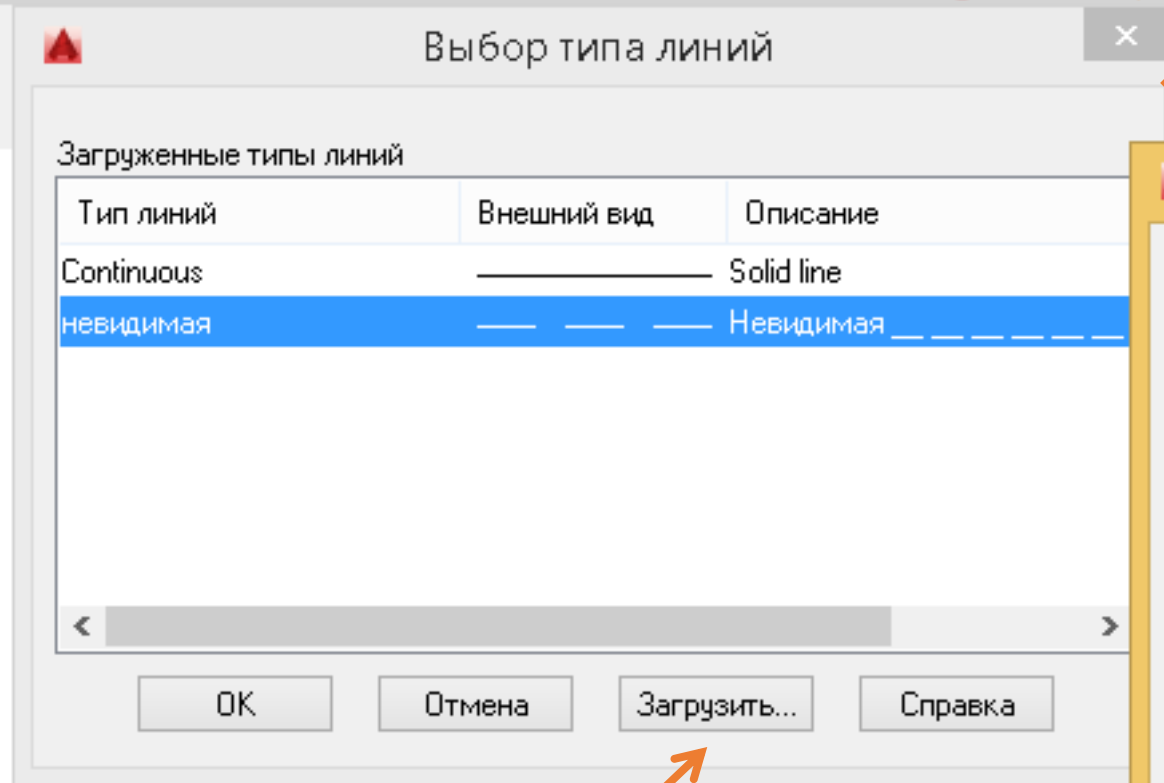 Выбор типа линий
Загруженные типы линий
Тип линий Внешний вид Описание
Continuous Solid line
невидимая Невидимая __ __ __ __ __ __
OK Отмена Загрузить... Справка